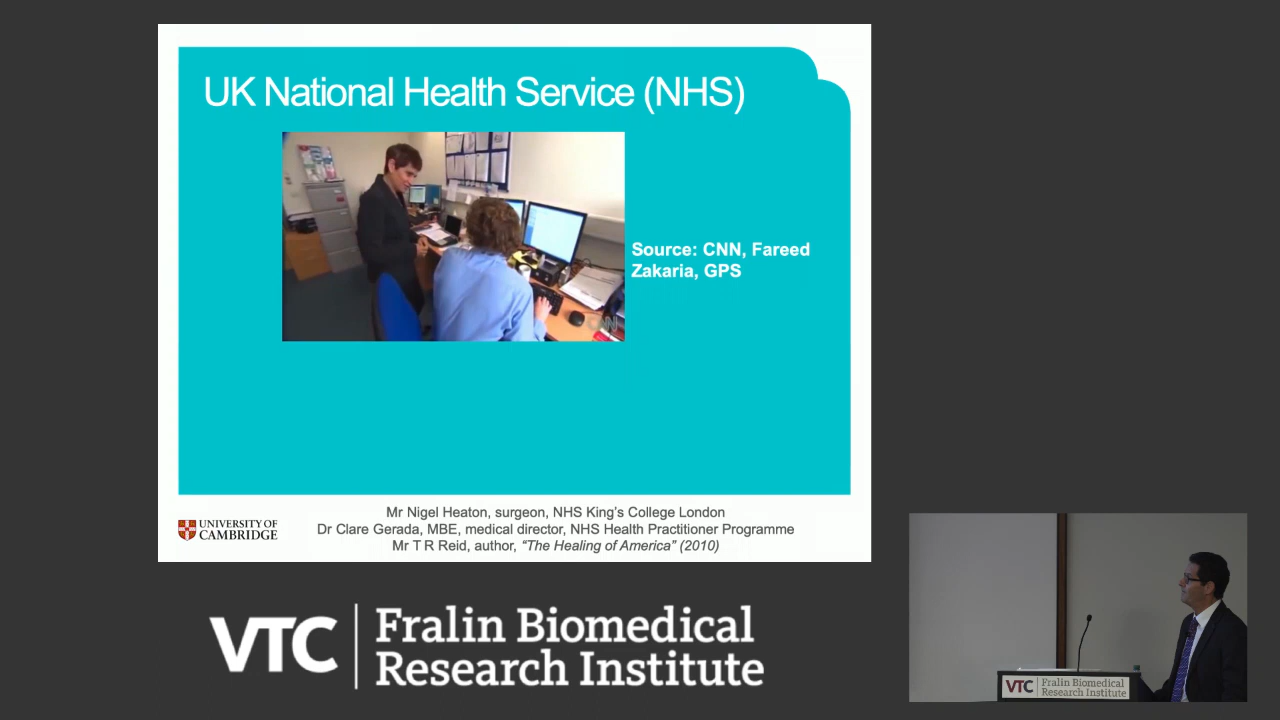 UK National Health Service (NHS)
Source: CNN, Fareed
Zakaria, GPS
CNN
UNIVERSITY OF
CAMBRIDGE
Mr Nigel Heaton, surgeon, NHS King's College London
Dr Clare Gerada, MBE, medical director, NHS Health Practitioner Programme
Mr T R Reid, author, “The Healing of America” (2010)
VTC
Fralin Biomedical
Research Institute
VTC
Fralin Biomedical
Research Institute